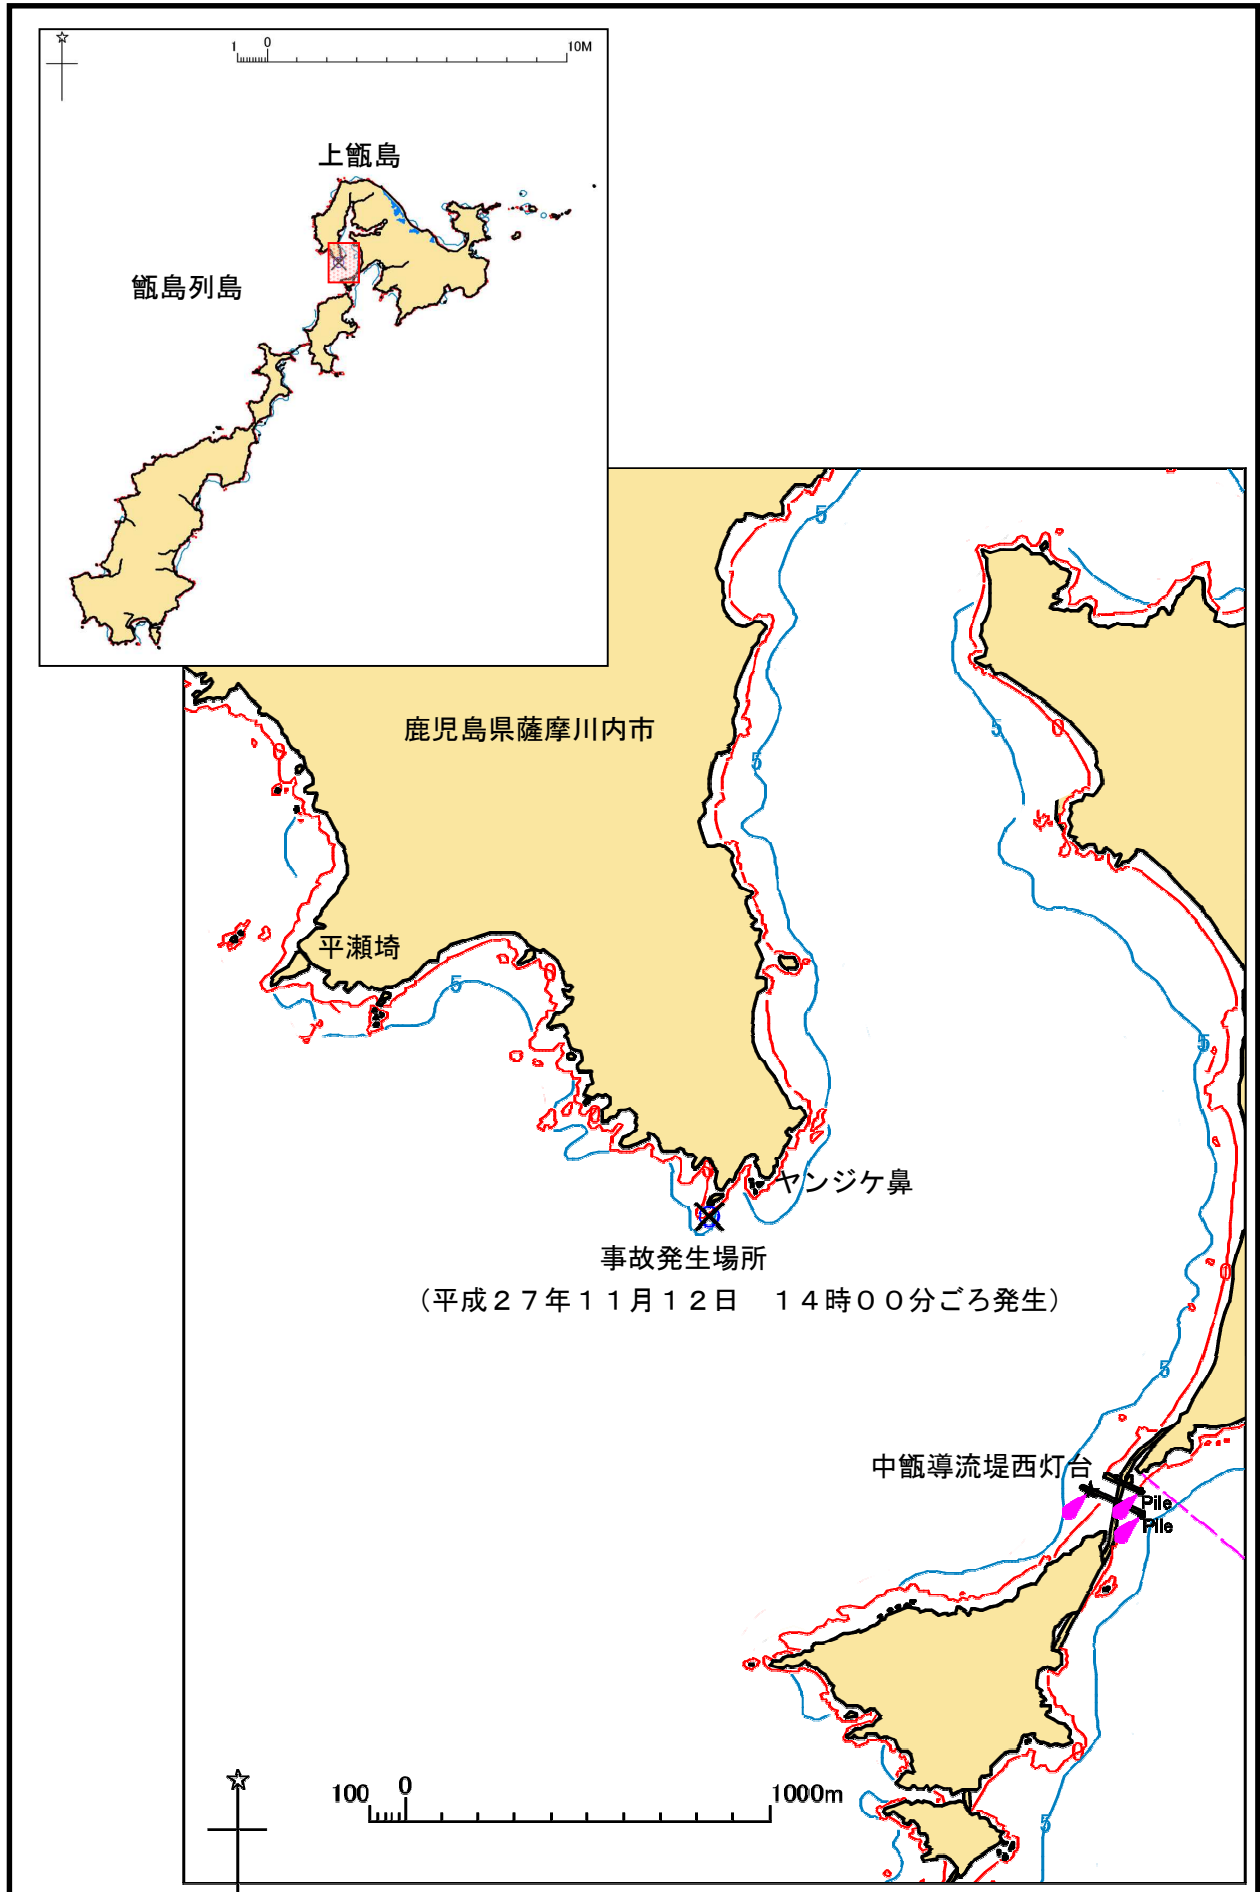 1 0 10M
上甑島
甑島列島
5
鹿児島県薩摩川内市
5 0
0
5
平瀬埼
0
5
5
0
0
ヤンジケ鼻
事故発生場所
（平成２７年１１月１２日　１４時００分ごろ発生）
0
5
中甑導流堤西灯台
Pile
Pile
0
100 0 1000m
5